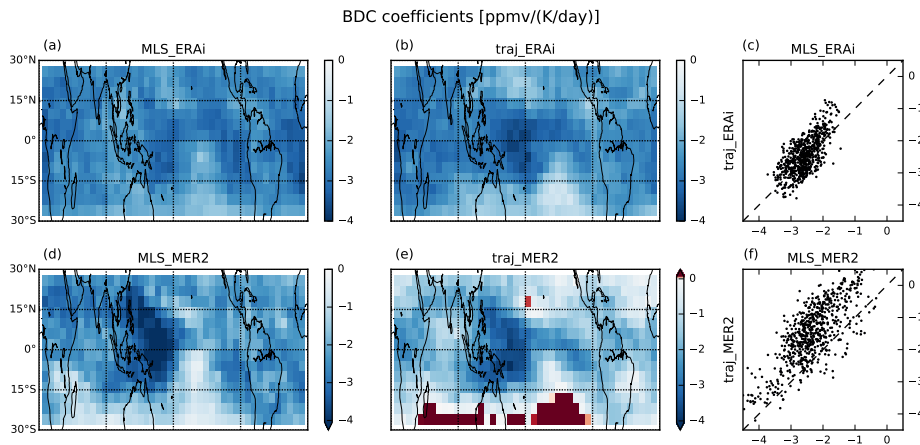 BDC coefficients [ppmv/(K/day)]
(a) MLS_ERAi
(b) traj_ERAi
(c) MLS_ERAi
30°N
15°N
0°
15°S
30°S
0
−1
−2
−3
−4
0
−1
−2
−3
−4
traj_ERAi
0
−1
−2
−3
−4
−4 −3 −2 −1 0
(d) MLS_MER2
(e) traj_MER2
(f) MLS_MER2
30°N
15°N
0°
15°S
30°S
0
−1
−2
−3
−4
0
−1
−2
−3
−4
traj_MER2
0
−1
−2
−3
−4
−4 −3 −2 −1 0